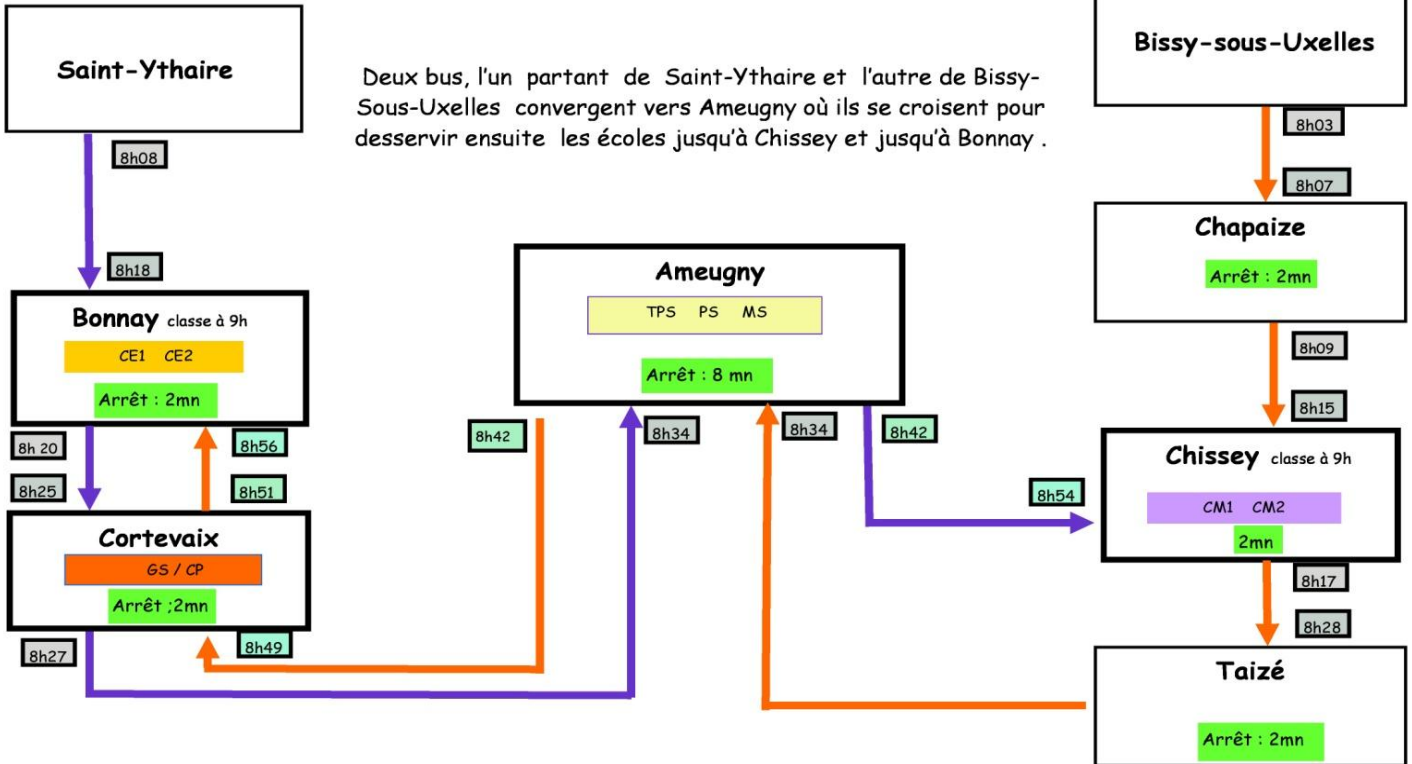 Saint-Ythaire
Bissy-sous-Uxelles
Deux bus, l'un partant de Saint-Ythaire et l'autre de Bissy-
Sous-Uxelles convergent vers Ameugny où ils se croisent pour
desservir ensuite les écoles jusqu'à Chissey et jusqu'à Bonnay .
8h03
8h08
8h07
Chapaize
Arrêt : 2mn
8h18
Ameugny
TPS PS MS
Arrêt : 8 mn
Bonnay classe à 9h
CE1 CE2
Arrêt : 2mn
8h09
8h15
8h 20
8h56
8h42
8h34
8h34
8h42
Chissey classe à 9h
CM1 CM2
2mn
8h25
8h51
8h54
Cortevaix
GS / CP
Arrêt ;2mn
8h17
8h28
8h27
8h49
Taizé
Arrêt : 2mn